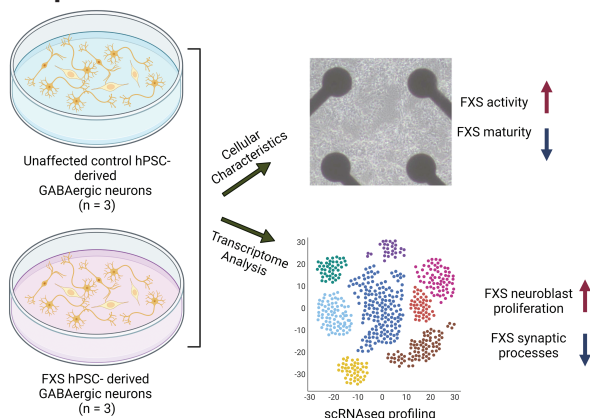 Unaffected control hPSC-
derived
GABAergic neurons
(n = 3)
FXS hPSC- derived
GABAergic neurons
(n = 3)
Cellular
Characteristics
Transcriptome
Analysis
FXS activity
FXS maturity
30
20
10
0
-10
-20
-30
-30
-20
-10
0
10
20
30
scRNAseq profiling
FXS neuroblast
proliferation
FXS synaptic
processes